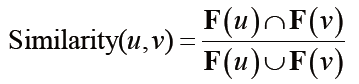 Similarity(u,v) = F(u)∩F(v) / F(u)∪F(v)